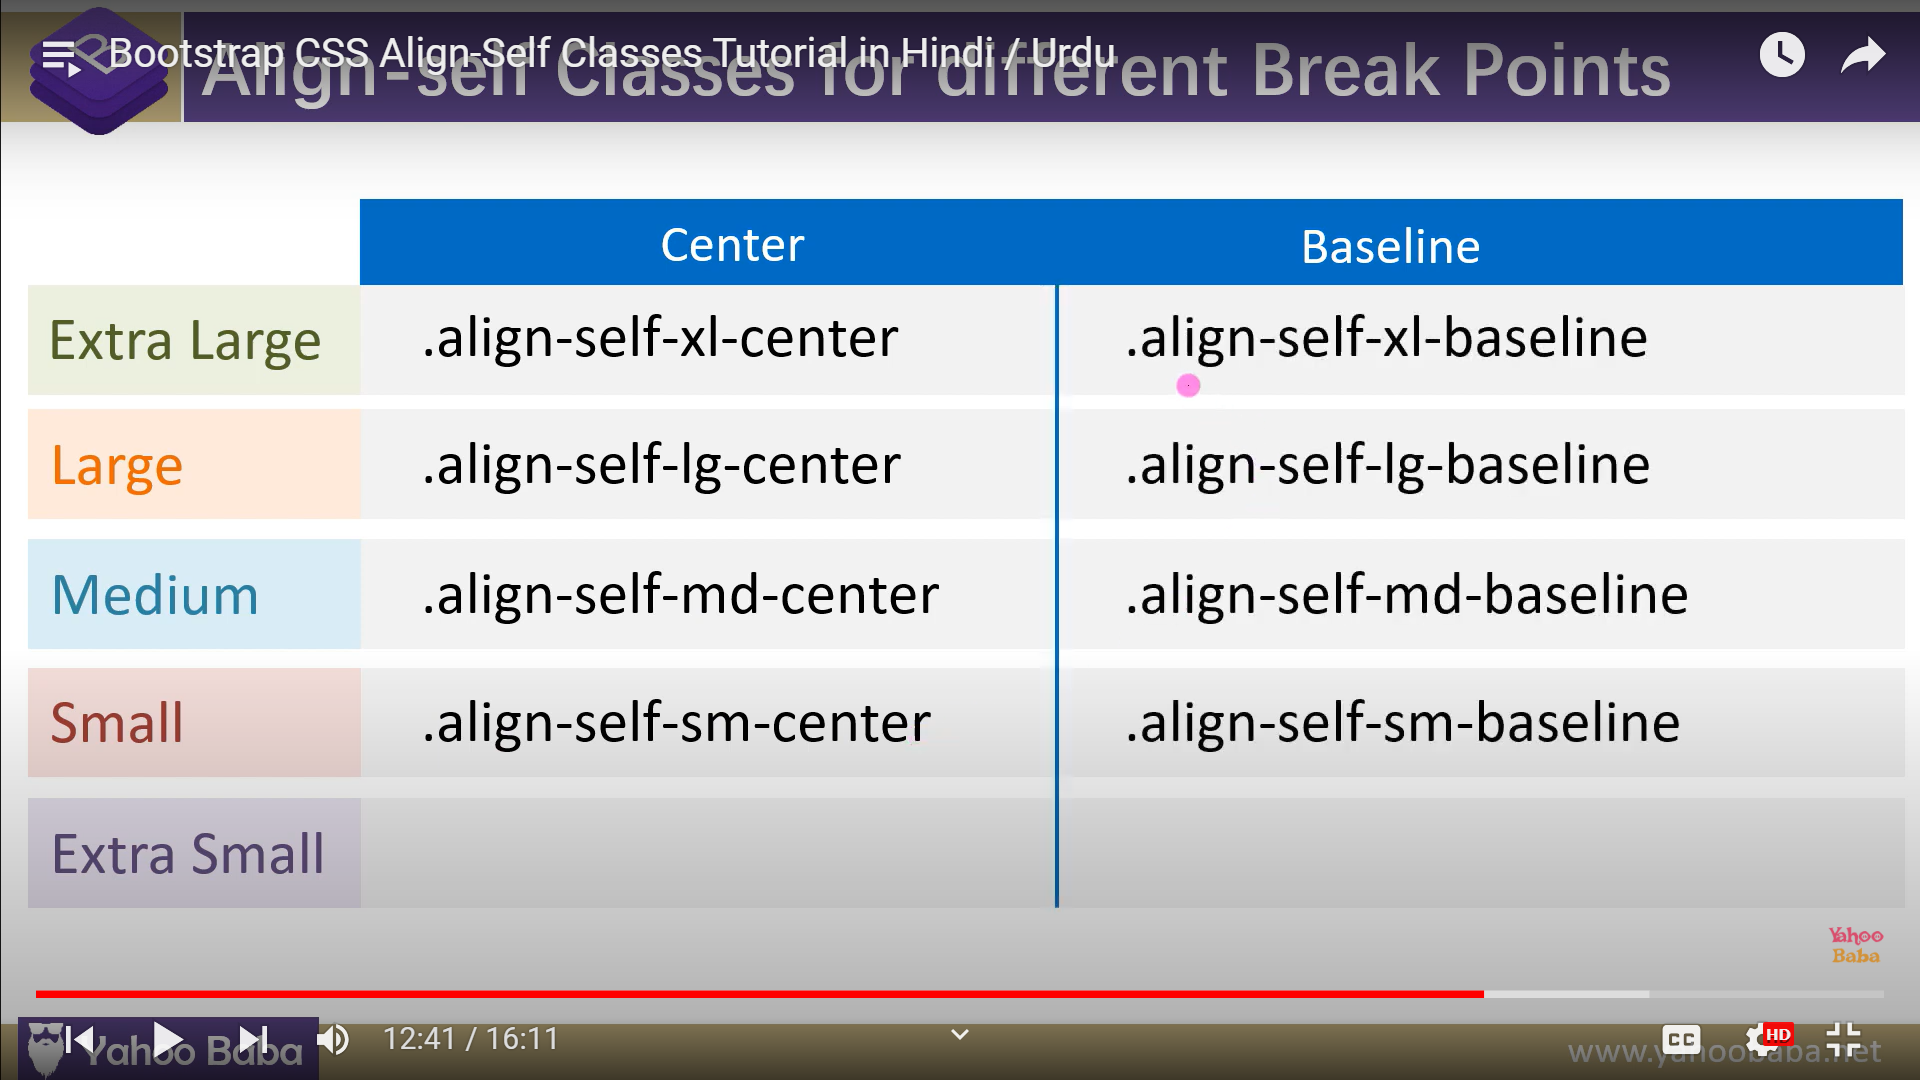 Bootstrap CSS Align-Self Classes Tutorial in Hindi / Urdu
Align-self Classes for different Break Points
Center Baseline
Extra Large .align-self-xl-center .align-self-xl-baseline
Large .align-self-lg-center .align-self-lg-baseline
Medium .align-self-md-center .align-self-md-baseline
Small .align-self-sm-center .align-self-sm-baseline
Extra Small
Yahoo
Baba
Yahoo Baba 12:41 / 16:11 CC HD www.yahoobaba.net